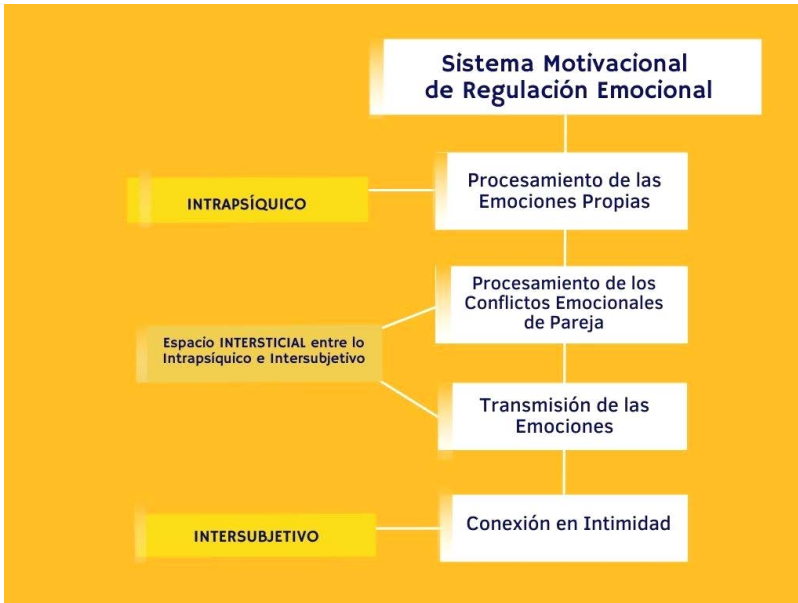 Sistema Motivacional
de Regulación Emocional
INTRAPSÍQUICO
Procesamiento de las
Emociones Propias
Procesamiento de los
Conflictos Emocionales
de Pareja
Espacio INTERSTICIAL entre lo
Intrapsíquico e Intersubjetivo
Transmisión de las
Emociones
INTERSUBJETIVO
Conexión en Intimidad